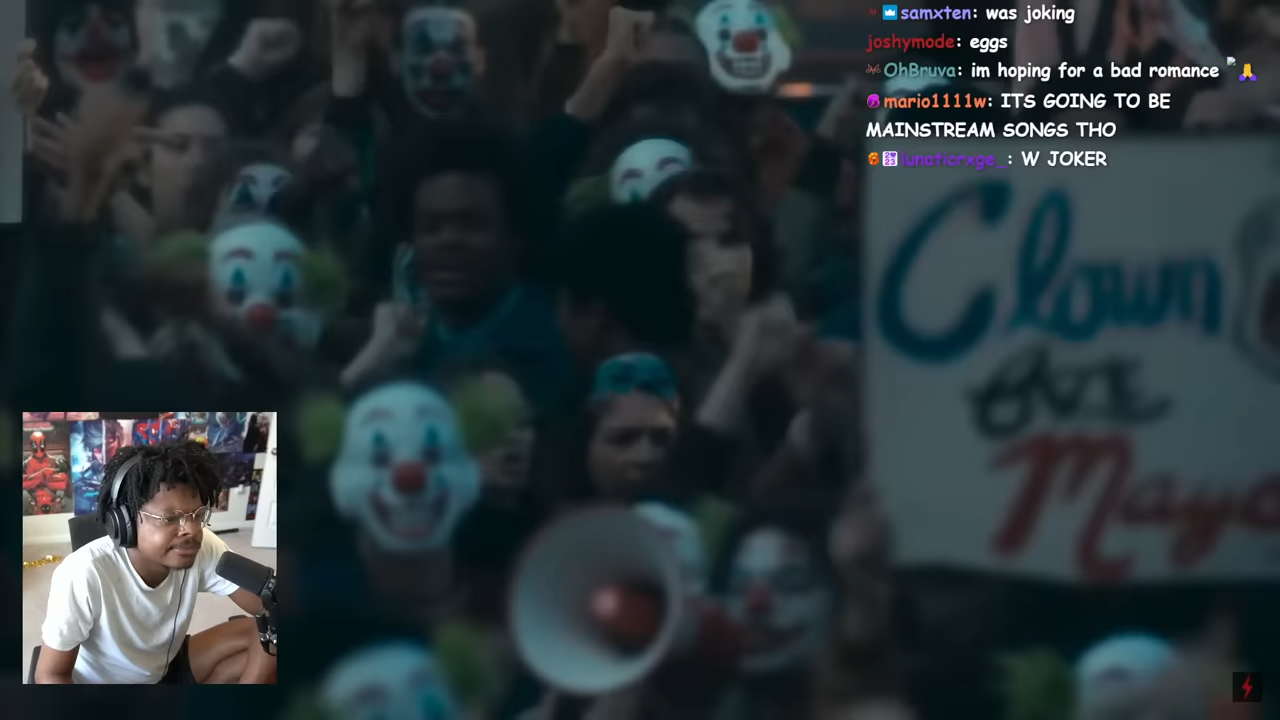 samxten: was joking
joshymode: eggs
OhBruva: im hoping for a bad romance
mario1111w: ITS GOING TO BE
MAINSTREAM SONGS THO
lunaticrxge_: W JOKER
Clown
FOR
Mayo